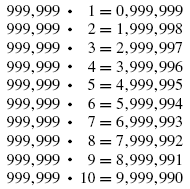 999,999 · 1 = 0,999,999
999,999 · 2 = 1,999,998
999,999 · 3 = 2,999,997
999,999 · 4 = 3,999,996
999,999 · 5 = 4,999,995
999,999 · 6 = 5,999,994
999,999 · 7 = 6,999,993
999,999 · 8 = 7,999,992
999,999 · 9 = 8,999,991
999,999 · 10 = 9,999,990